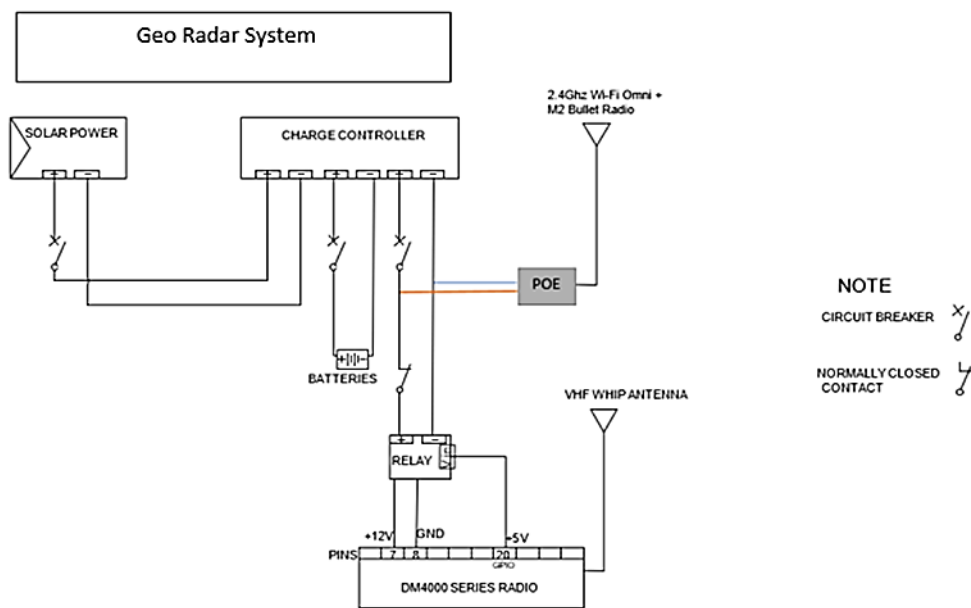 Geo Radar System
2.4Ghz Wi-Fi Omni +
M2 Bullet Radio
SOLAR POWER
CHARGE CONTROLLER
+ -
+ - + - + -
POE
NOTE
CIRCUIT BREAKER
BATTERIES
NORMALLY CLOSED
CONTACT
VHF WHIP ANTENNA
+ -
RELAY
+12V GND +5V
PINS 7 8 20
GPIO
DM4000 SERIES RADIO